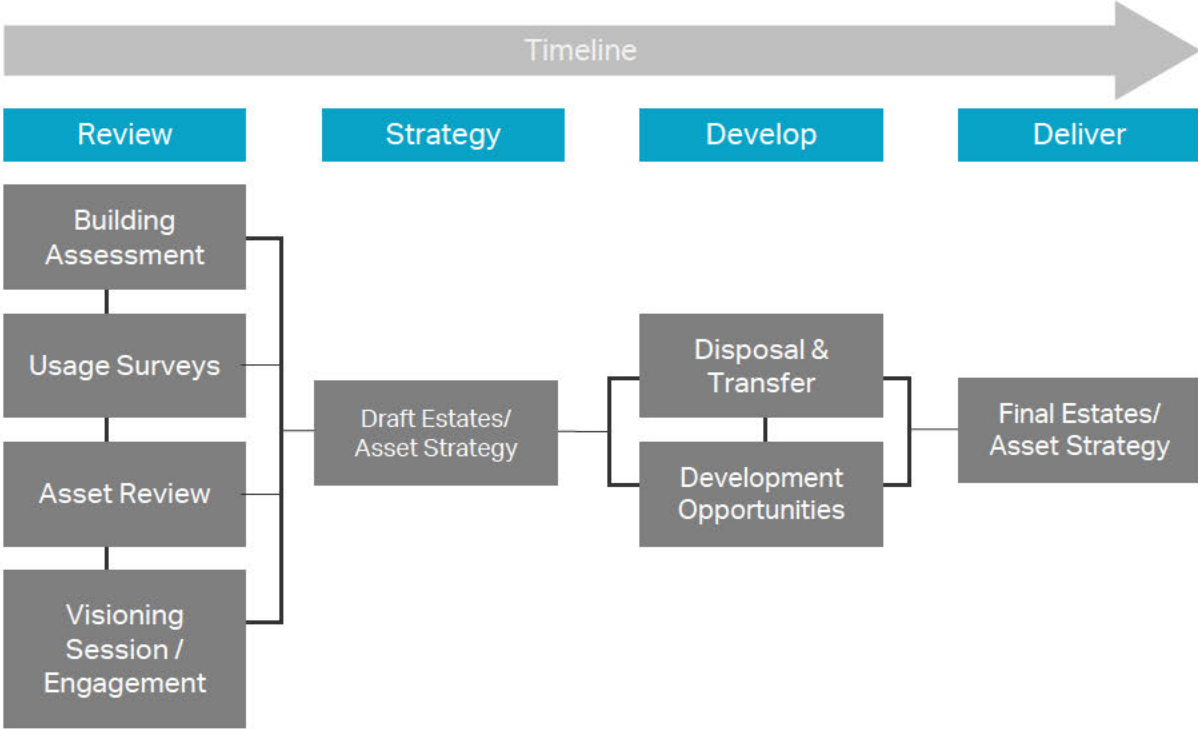 Timeline
Review
Strategy
Develop
Deliver
Building
Assessment
Usage Surveys
Asset Review
Visioning
Session /
Engagement
Draft Estates/
Asset Strategy
Disposal &
Transfer
Development
Opportunities
Final Estates/
Asset Strategy